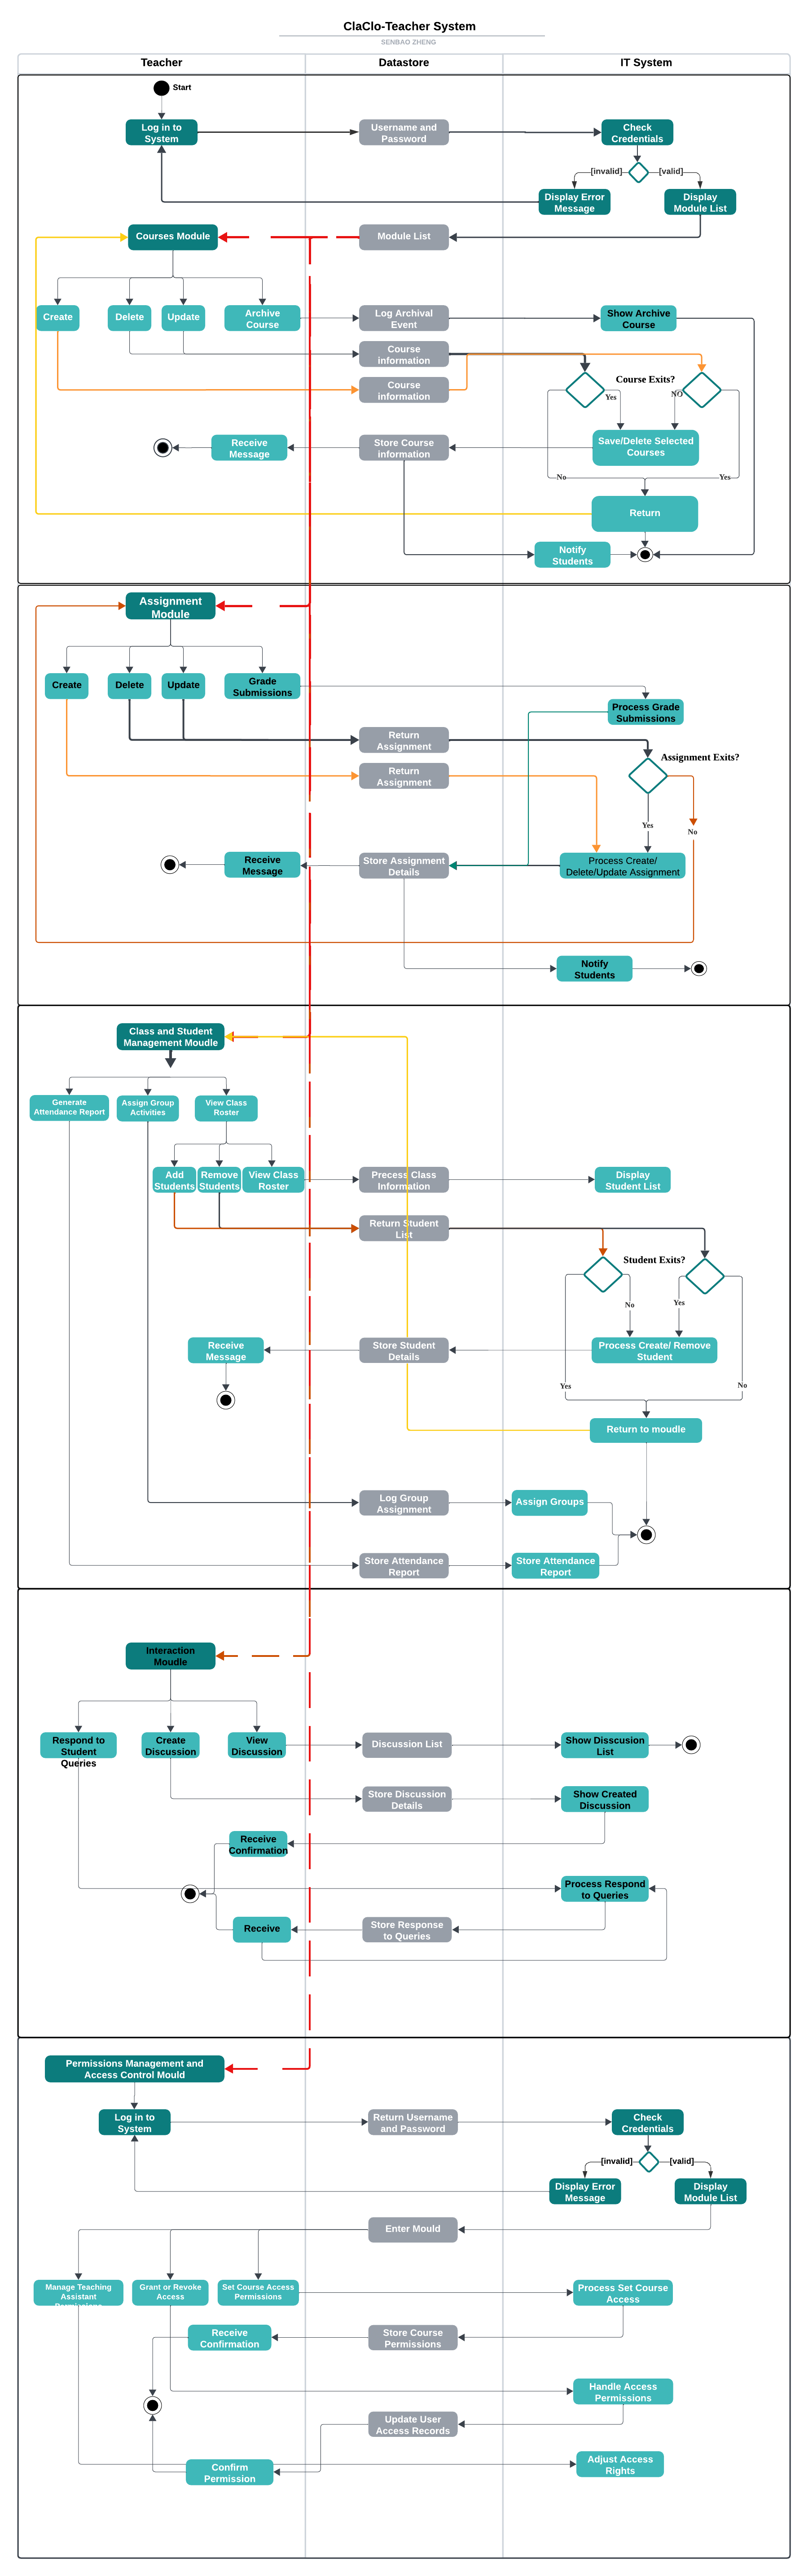 ClaClo-Teacher System
SENBAO ZHENG
Teacher
Datastore
IT System
Start
Log in to
System
Username and
Password
Check
Credentials
[invalid]
[valid]
Display Error
Message
Display
Module List
Courses Module
Module List
Create
Delete
Update
Archive
Course
Log Archival
Event
Show Archive
Course
Course
information
Course
information
Course Exits?
Yes
NO
Receive
Message
Store Course
information
Save/Delete Selected
Courses
No
Yes
Return
Notify
Students
Assignment
Module
Create
Delete
Update
Grade
Submissions
Process Grade
Submissions
Return
Assignment
Assignment Exits?
Return
Assignment
Yes
No
Receive
Message
Store Assignment
Details
Process Create/
Delete/Update Assignment
Notify
Students
Class and Student
Management Moudle
Generate
Attendance Report
Assign Group
Activities
View Class
Roster
Add
Students
Remove
Students
View Class
Roster
Precess Class
Information
Display
Student List
Return Student
List
Student Exits?
No
Yes
Receive
Message
Store Student
Details
Process Create/ Remove
Student
Yes
No
Return to moudle
Log Group
Assignment
Assign Groups
Store Attendance
Report
Store Attendance
Report
Interaction
Moudle
Respond to
Student
Queries
Create
Discussion
View
Discussion
Discussion List
Show Disscusion
List
Store Discussion
Details
Show Created
Discussion
Receive
Confirmation
Process Respond
to Queries
Receive
Store Response
to Queries
Permissions Management and
Access Control Mould
Log in to
System
Return Username
and Password
Check
Credentials
[invalid]
[valid]
Display Error
Message
Display
Module List
Enter Mould
Manage Teaching
Assistant
Permissions
Grant or Revoke
Access
Set Course Access
Permissions
Process Set Course
Access
Receive
Confirmation
Store Course
Permissions
Handle Access
Permissions
Update User
Access Records
Confirm
Permission
Adjust Access
Rights